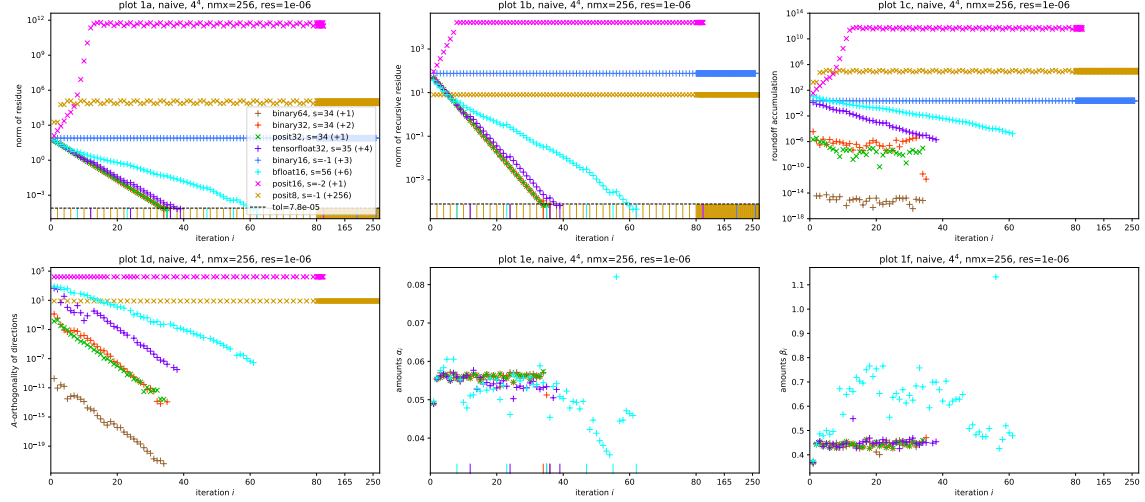 plot 1a, naive, 4⁴, nmx=256, res=1e-06
norm of residue
10¹²
10⁹
10⁶
10³
10⁰
10⁻³
binary64, s=34 (+1)
binary32, s=34 (+2)
posit32, s=34 (+1)
tensorfloat32, s=35 (+4)
binary16, s=-1 (+3)
bfloat16, s=56 (+6)
posit16, s=-2 (+1)
posit8, s=-1 (+256)
tol=7.8e-05
0 20 40 60 80 165 250
iteration i
plot 1b, naive, 4⁴, nmx=256, res=1e-06
norm of recursive residue
10³
10¹
10⁻¹
10⁻³
0 20 40 60 80 165 250
iteration i
plot 1c, naive, 4⁴, nmx=256, res=1e-06
roundoff accumulation
10¹⁴
10¹⁰
10⁶
10²
10⁻²
10⁻⁶
10⁻¹⁰
10⁻¹⁴
10⁻¹⁸
0 20 40 60 80 165 250
iteration i
plot 1d, naive, 4⁴, nmx=256, res=1e-06
A-orthogonality of directions
10⁵
10¹
10⁻³
10⁻⁷
10⁻¹¹
10⁻¹⁵
10⁻¹⁹
0 20 40 60 80 165 250
iteration i
plot 1e, naive, 4⁴, nmx=256, res=1e-06
amounts αᵢ
0.08
0.07
0.06
0.05
0.04
0 20 40 60 80 165 250
iteration i
plot 1f, naive, 4⁴, nmx=256, res=1e-06
amounts βᵢ
1.1
1.0
0.9
0.8
0.7
0.6
0.5
0.4
0 20 40 60 80 165 250
iteration i